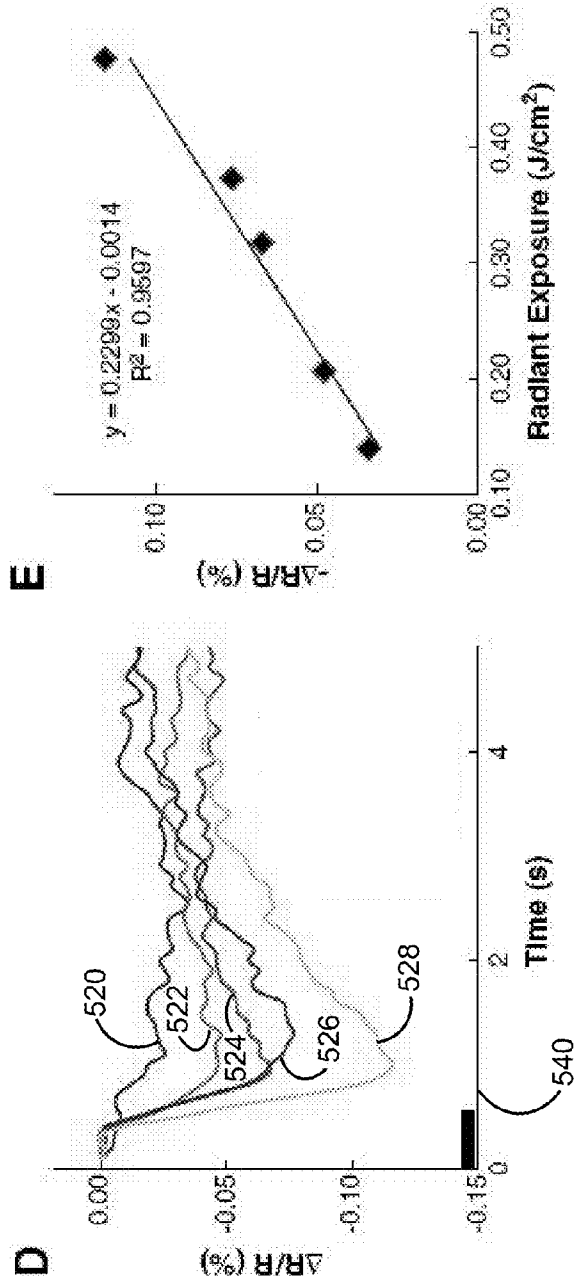 D
ΔR/R (%)
0.00
-0.05
-0.10
-0.15
0
2
4
Time (s)
520
522
524
526
528
540
E
-ΔR/R (%)
0.10
0.05
0.00
0.10
0.20
0.30
0.40
0.50
Radiant Exposure (J/cm²)
y = 0.2299x - 0.0014
R² = 0.9597